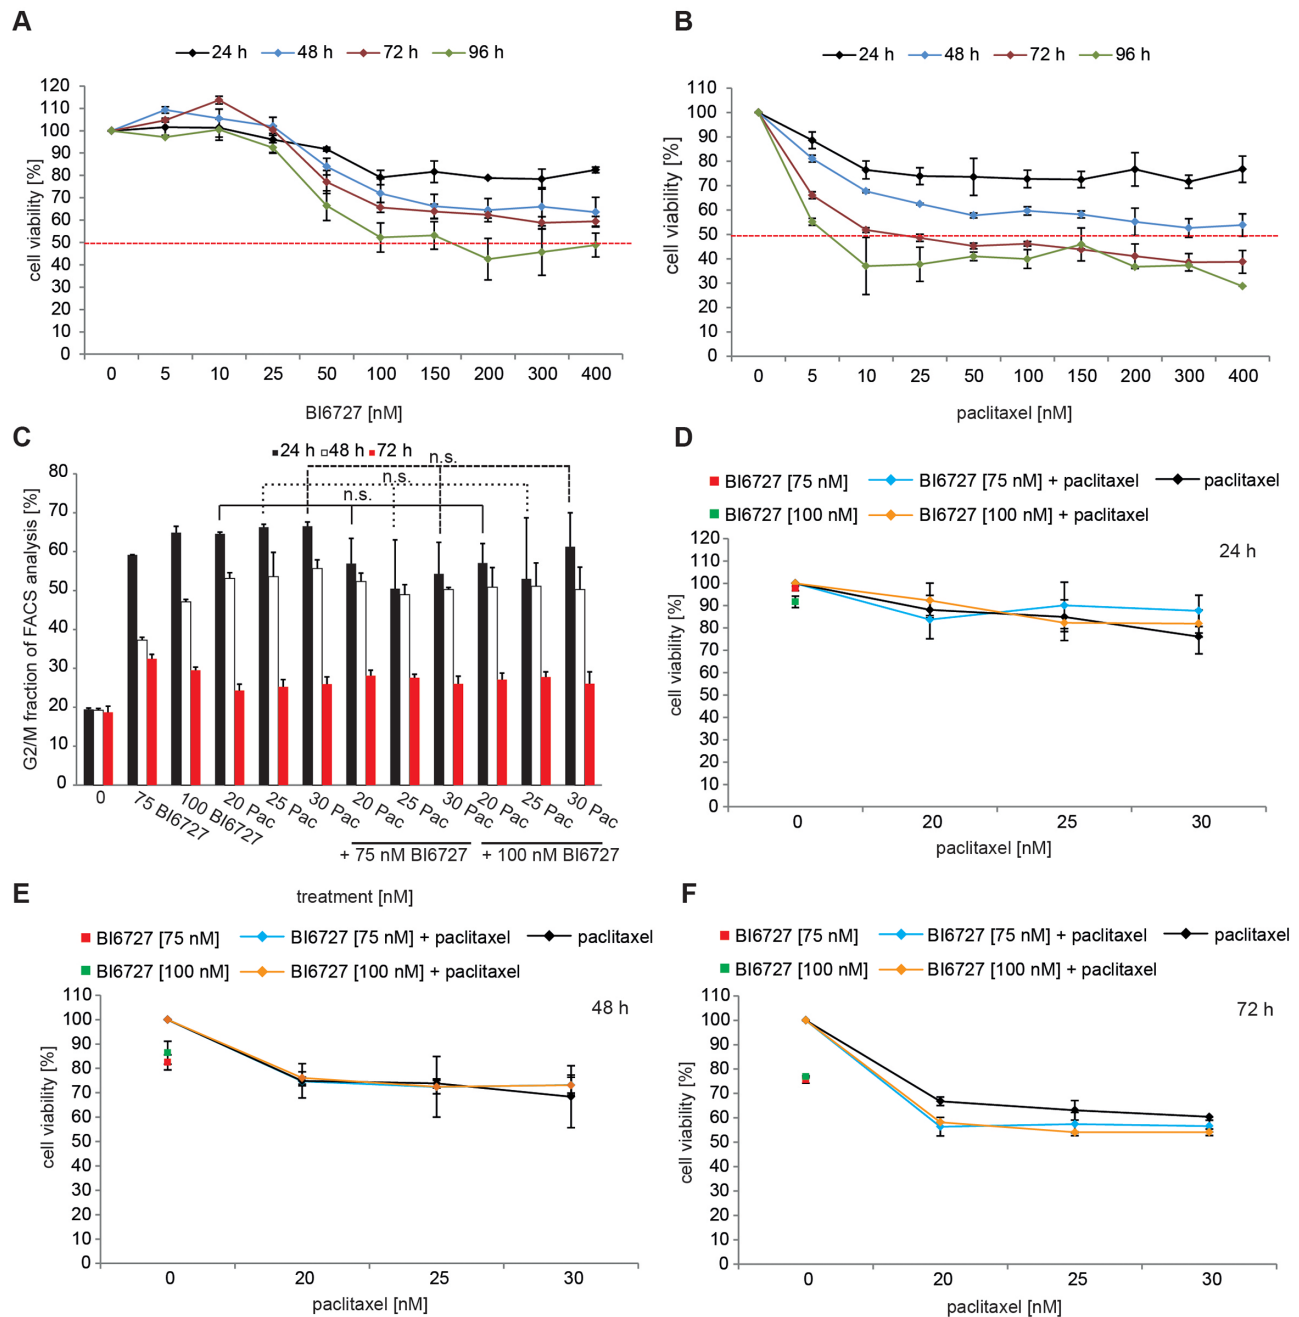 A
24 h 48 h 72 h 96 h
cell viability [%]
120
110
100
90
80
70
60
50
40
30
20
10
0
0 5 10 25 50 100 150 200 300 400
BI6727 [nM]
B
24 h 48 h 72 h 96 h
cell viability [%]
110
100
90
80
70
60
50
40
30
20
10
0
0 5 10 25 50 100 150 200 300 400
paclitaxel [nM]
C
24 h 48 h 72 h
n.s.
n.s.
n.s.
G2/M fraction of FACS analysis [%]
80
70
60
50
40
30
20
10
0
0 75 BI6727 100 BI6727 20 Pac 25 Pac 30 Pac 20 Pac 25 Pac 30 Pac 20 Pac 25 Pac 30 Pac
+ 75 nM BI6727 + 100 nM BI6727
treatment [nM]
D
BI6727 [75 nM] BI6727 [75 nM] + paclitaxel paclitaxel
BI6727 [100 nM] BI6727 [100 nM] + paclitaxel
24 h
cell viability [%]
120
110
100
90
80
70
60
50
40
30
20
10
0
0 20 25 30
paclitaxel [nM]
E
BI6727 [75 nM] BI6727 [75 nM] + paclitaxel paclitaxel
BI6727 [100 nM] BI6727 [100 nM] + paclitaxel
48 h
cell viability [%]
110
100
90
80
70
60
50
40
30
20
10
0
0 20 25 30
paclitaxel [nM]
F
BI6727 [75 nM] BI6727 [75 nM] + paclitaxel paclitaxel
BI6727 [100 nM] BI6727 [100 nM] + paclitaxel
72 h
cell viability [%]
110
100
90
80
70
60
50
40
30
20
10
0
0 20 25 30
paclitaxel [nM]